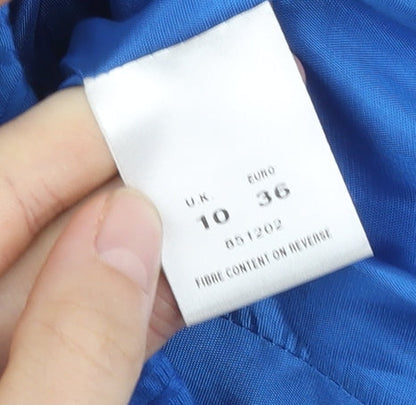 U.K. EURO
10 36
851202
FIBRE CONTENT ON REVERSE